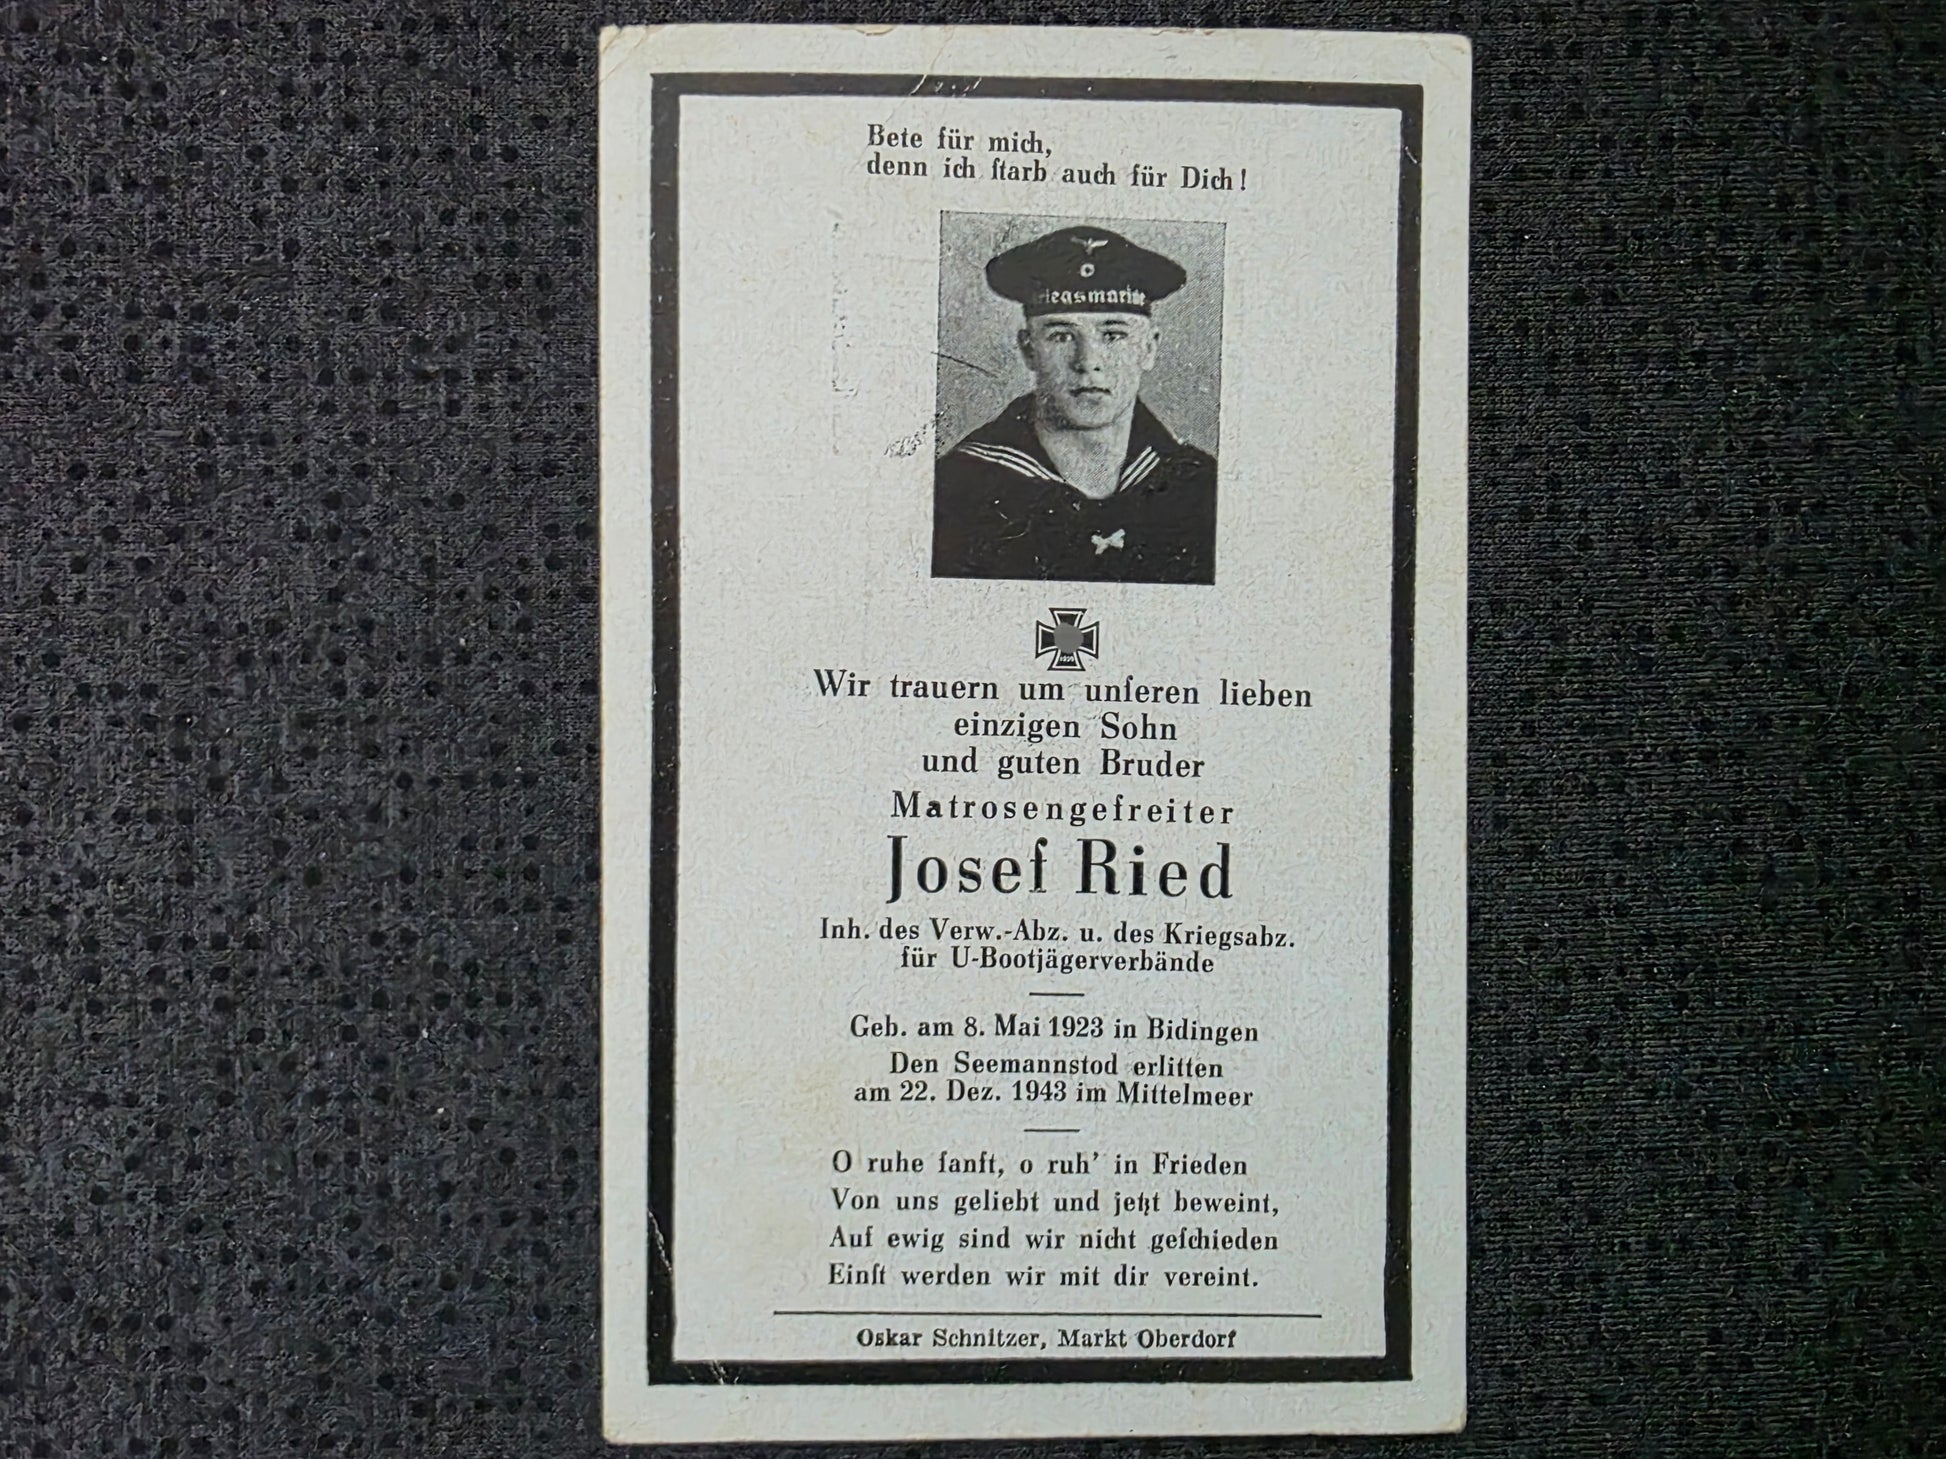 Bete für mich,
denn ich ſtarb auch für Dich!
Kriegsmarine
1939
Wir trauern um unſeren lieben
einzigen Sohn
und guten Bruder
Matrosengefreiter
Josef Ried
Inh. des Verw.-Abz. u. des Kriegsabz.
für U-Bootjägerverbände
Geb. am 8. Mai 1923 in Bidingen
Den Seemannstod erlitten
am 22. Dez. 1943 im Mittelmeer
O ruhe ſanft, o ruh’ in Frieden
Von uns geliebt und jetzt beweint,
Auf ewig sind wir nicht geſchieden
Einſt werden wir mit dir vereint.
Oskar Schnitzer, Markt Oberdorf